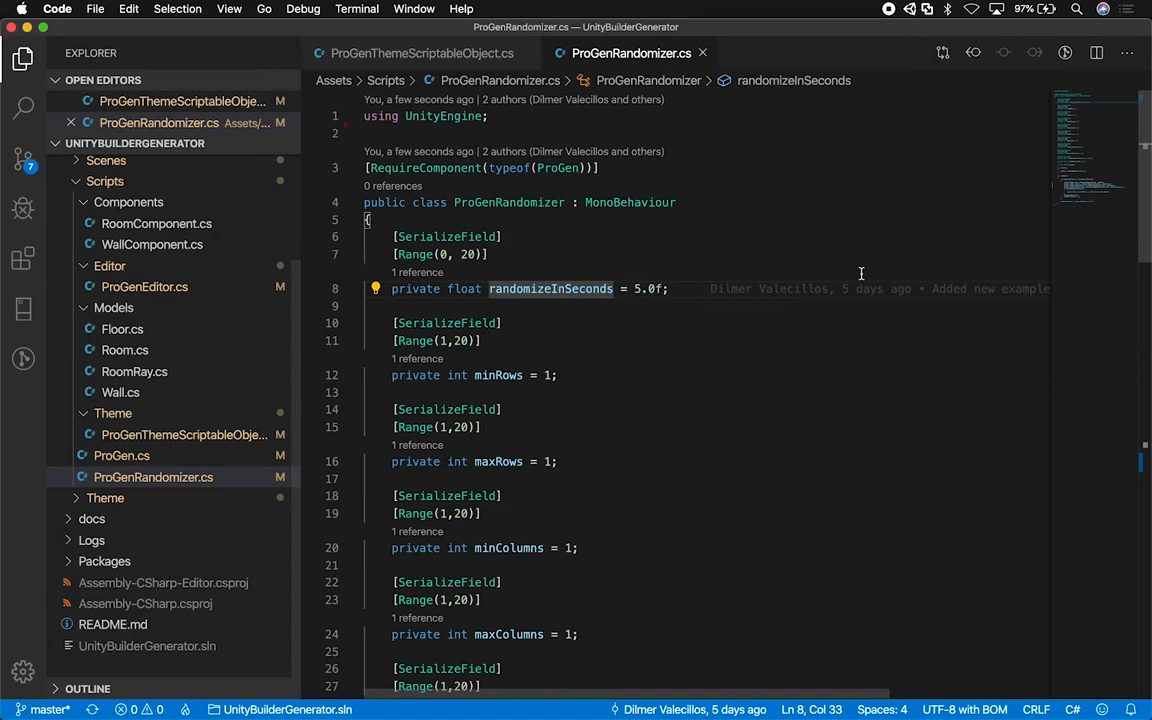 Code File Edit Selection View Go Debug Terminal Window Help 97%
ProGenRandomizer.cs — UnityBuilderGenerator
EXPLORER
OPEN EDITORS
ProGenThemeScriptableObje... M
ProGenRandomizer.cs Assets/... M
UNITYBUILDERGENERATOR
Scenes
Scripts
Components
RoomComponent.cs
WallComponent.cs
Editor
ProGenEditor.cs M
Models
Floor.cs
Room.cs
RoomRay.cs
Wall.cs
Theme
ProGenThemeScriptableObje... M
ProGen.cs M
ProGenRandomizer.cs M
Theme
docs
Logs
Packages
Assembly-CSharp-Editor.csproj
Assembly-CSharp.csproj
README.md
UnityBuilderGenerator.sln
OUTLINE
7
ProGenThemeScriptableObject.cs ProGenRandomizer.cs
Assets > Scripts > ProGenRandomizer.cs > ProGenRandomizer > randomizeInSeconds
You, a few seconds ago | 2 authors (Dilmer Valecillos and others)
1 using UnityEngine;
2
You, a few seconds ago | 2 authors (Dilmer Valecillos and others)
3 [RequireComponent(typeof(ProGen))]
0 references
4 public class ProGenRandomizer : MonoBehaviour
5 {
6 [SerializeField]
7 [Range(0, 20)]
1 reference
8 private float randomizeInSeconds = 5.0f; Dilmer Valecillos, 5 days ago • Added new example
9
10 [SerializeField]
11 [Range(1,20)]
1 reference
12 private int minRows = 1;
13
14 [SerializeField]
15 [Range(1,20)]
1 reference
16 private int maxRows = 1;
17
18 [SerializeField]
19 [Range(1,20)]
1 reference
20 private int minColumns = 1;
21
22 [SerializeField]
23 [Range(1,20)]
1 reference
24 private int maxColumns = 1;
25
26 [SerializeField]
27 [Range(1,20)]
master* 0 0 UnityBuilderGenerator.sln Dilmer Valecillos, 5 days ago Ln 8, Col 33 Spaces: 4 UTF-8 with BOM CRLF C#